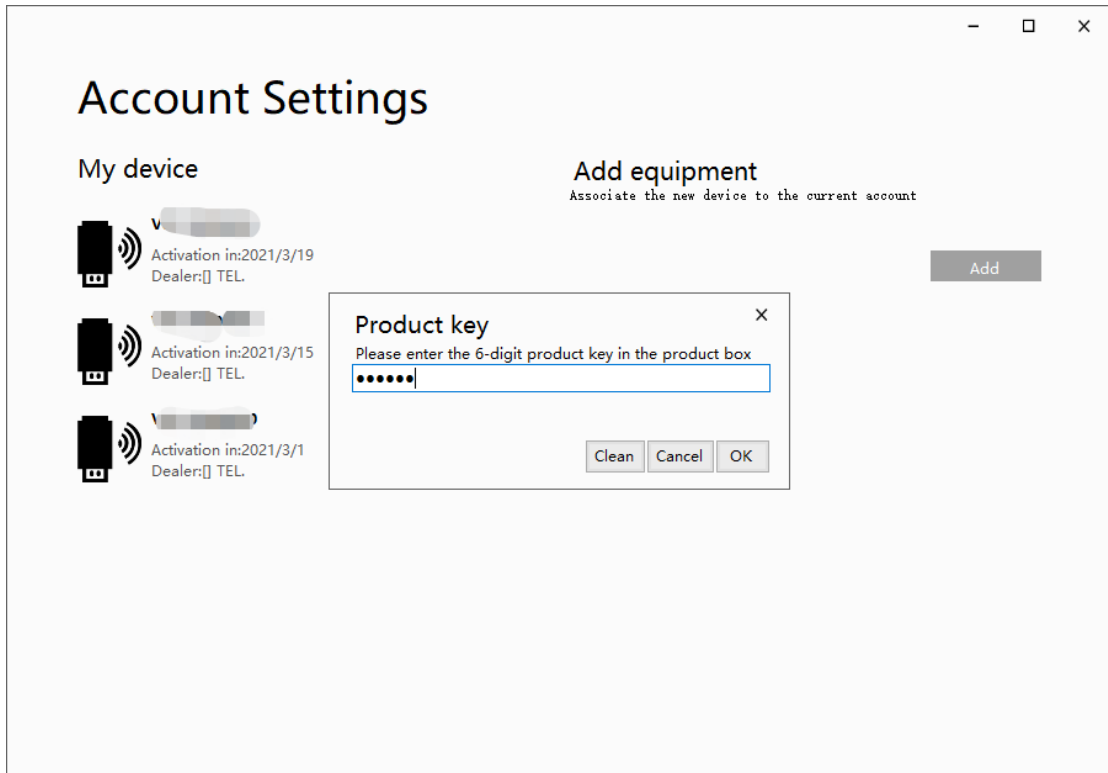 Account Settings
My device
Activation in:2021/3/19
Dealer:[] TEL.
Activation in:2021/3/15
Dealer:[] TEL.
Activation in:2021/3/1
Dealer:[] TEL.
Add equipment
Associate the new device to the current account
Add
Product key
Please enter the 6-digit product key in the product box
Clean Cancel OK